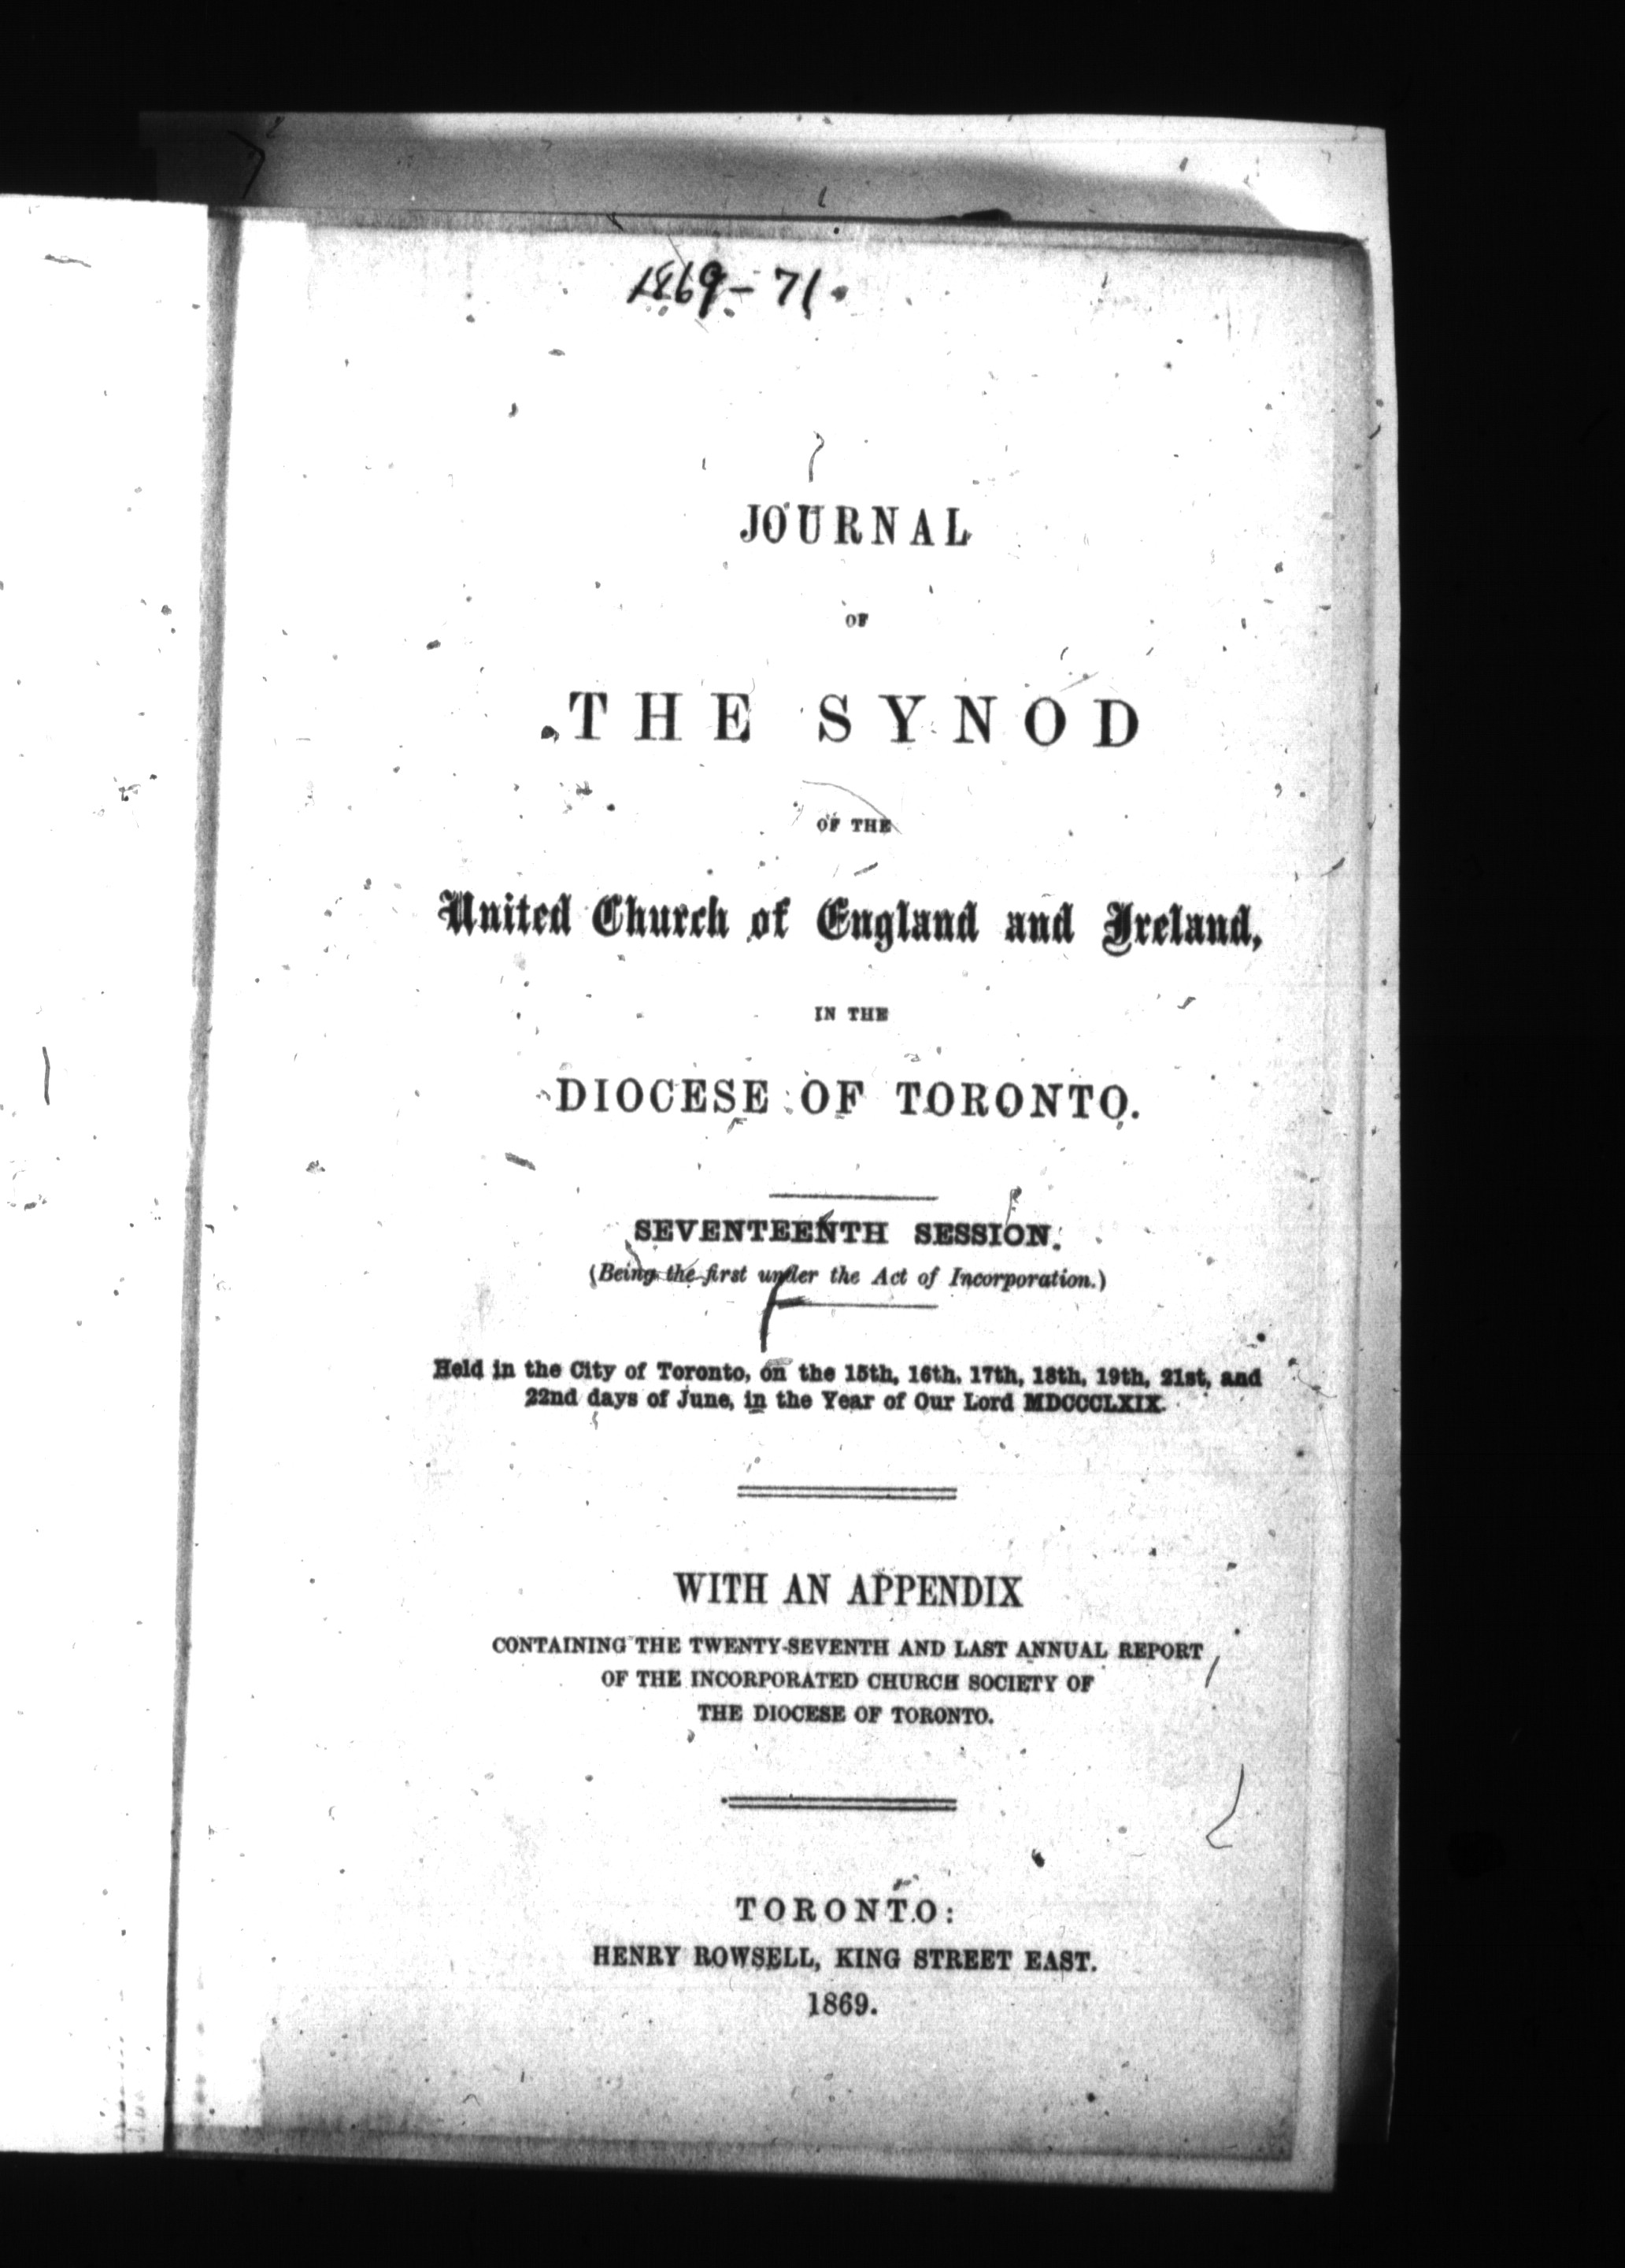 1869-71.
JOURNAL
OF
THE SYNOD
OF THE
United Church of England and Ireland,
IN THE
DIOCESE OF TORONTO.
SEVENTEENTH SESSION.
(Being the first under the Act of Incorporation.)
Held in the City of Toronto, on the 15th, 16th, 17th, 18th, 19th, 21st, and
22nd days of June, in the Year of Our Lord MDCCCLXIX.
WITH AN APPENDIX
CONTAINING THE TWENTY-SEVENTH AND LAST ANNUAL REPORT
OF THE INCORPORATED CHURCH SOCIETY OF
THE DIOCESE OF TORONTO.
TORONTO:
HENRY ROWSELL, KING STREET EAST.
1869.